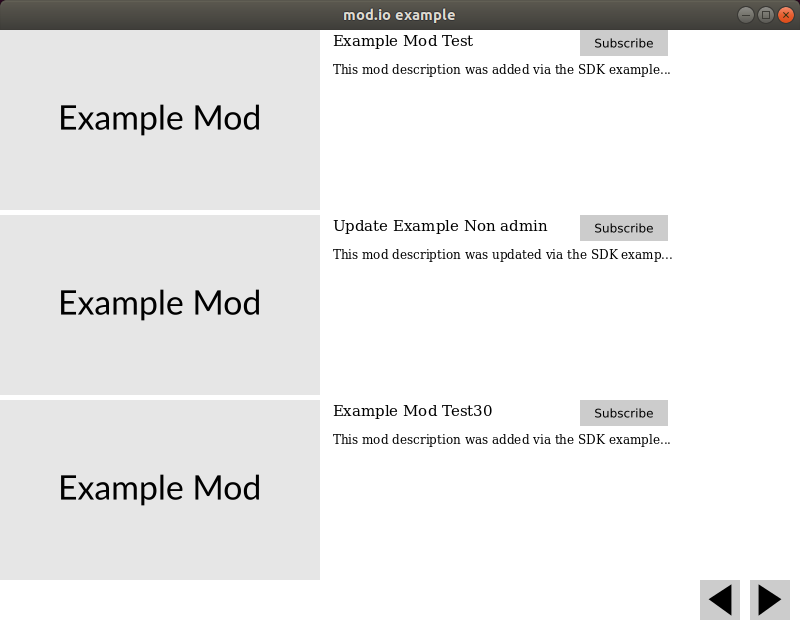 mod.io example
Example Mod
Example Mod Test
Subscribe
This mod description was added via the SDK example...
Example Mod
Update Example Non admin
Subscribe
This mod description was updated via the SDK examp...
Example Mod
Example Mod Test30
Subscribe
This mod description was added via the SDK example...